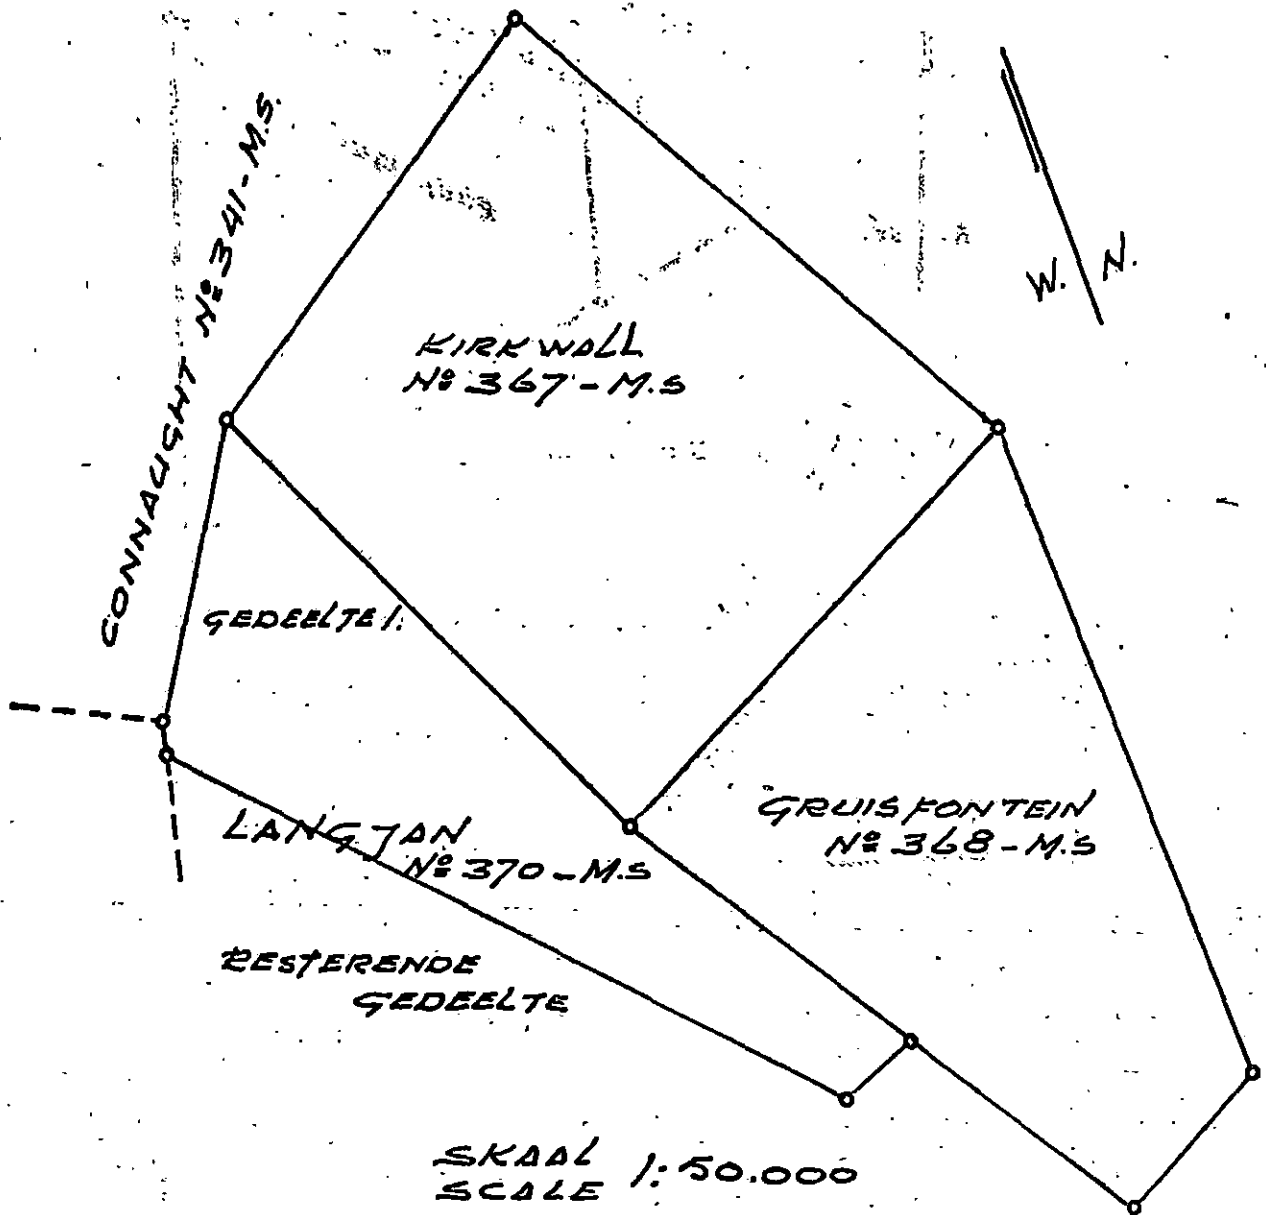 CONNAUGHT Nº 341-M.S.
W. N.
KIRKWALL
Nº 367-M.S
GEDEELTE 1.
LANGJAN
Nº 370-M.S
GRUISFONTEIN
Nº 368-M.S
RESTERENDE
GEDEELTE
SKAAL
SCALE 1:50.000